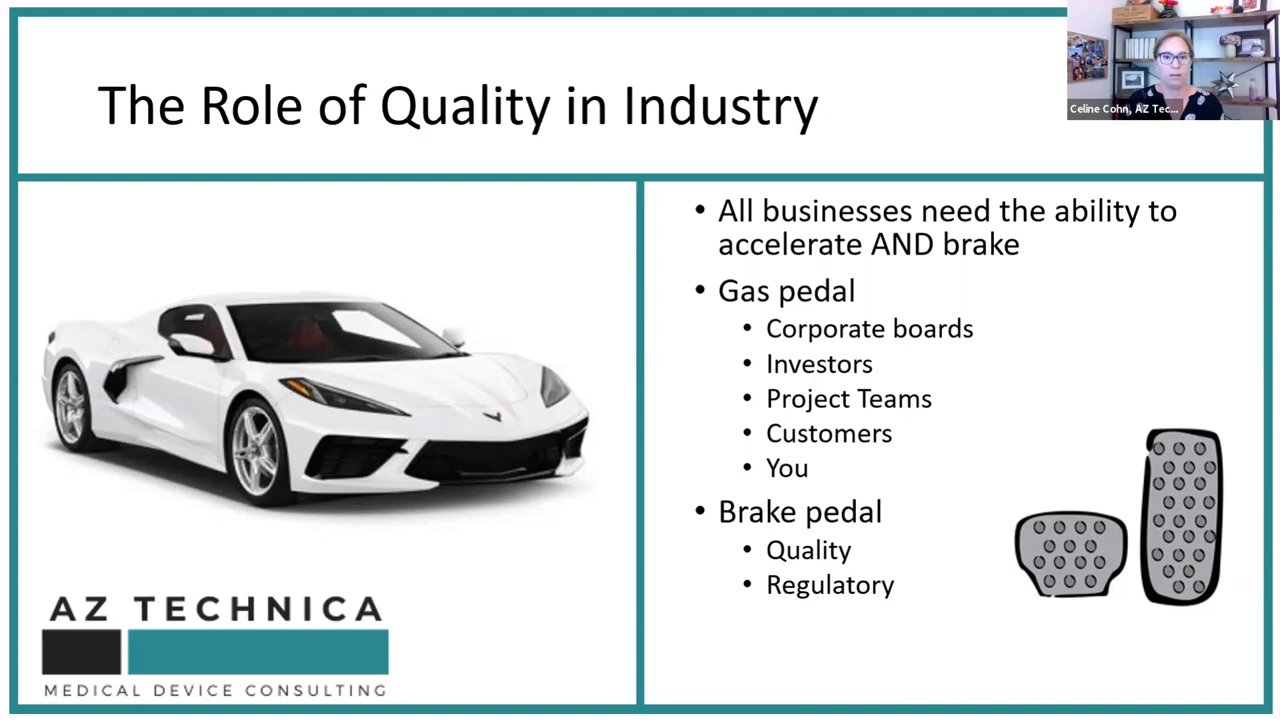 The Role of Quality in Industry
Celine Cohn, AZ Tec...
• All businesses need the ability to
accelerate AND brake
• Gas pedal
• Corporate boards
• Investors
• Project Teams
• Customers
• You
• Brake pedal
• Quality
• Regulatory
AZ TECHNICA
MEDICAL DEVICE CONSULTING